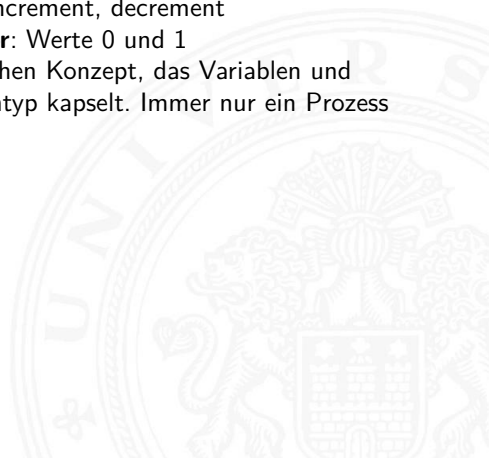 ncrement, decrement
r: Werte 0 und 1
hen Konzept, das Variablen und
ntyp kapselt. Immer nur ein Prozess
U N I V E R S